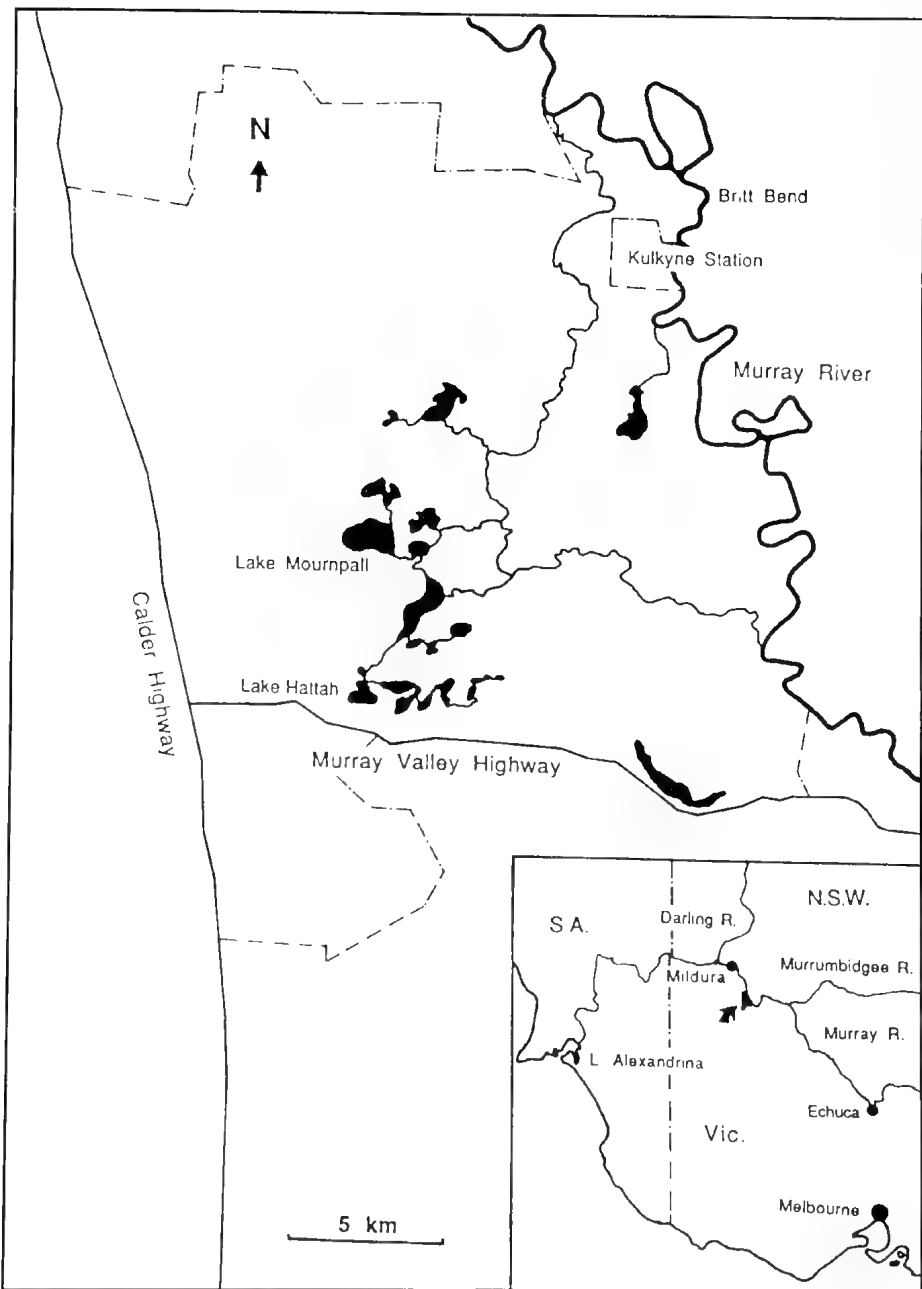 N
Britt Bend
Kulkyne Station
Murray River
Lake Mournpall
Calder Highway
Lake Hattah
Murray Valley Highway
5 km
S A.
Darling R.
N.S.W.
Mildura
Murrumbidgee R.
Murray R.
L Alexandrina
Echuca
Vic.
Melbourne